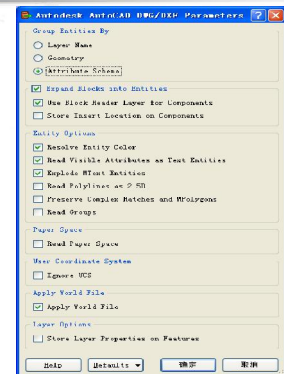 Autodesk AutoCAD DWG/DXF Parameters
Group Entities By
Layer Name
Geometry
Attribute Schema
Expand Blocks into Entities
Use Block Header Layer for Components
Store Insert Location on Components
Entity Options
Resolve Entity Color
Read Visible Attributes as Text Entities
Explode MText Entities
Read Polylines as 2.5D
Preserve Complex Hatches and MPolygons
Read Groups
Paper Space
Read Paper Space
User Coordinate System
Ignore UCS
Apply World File
Apply World File
Layer Options
Store Layer Properties on Features
Help
Defaults
确定
取消